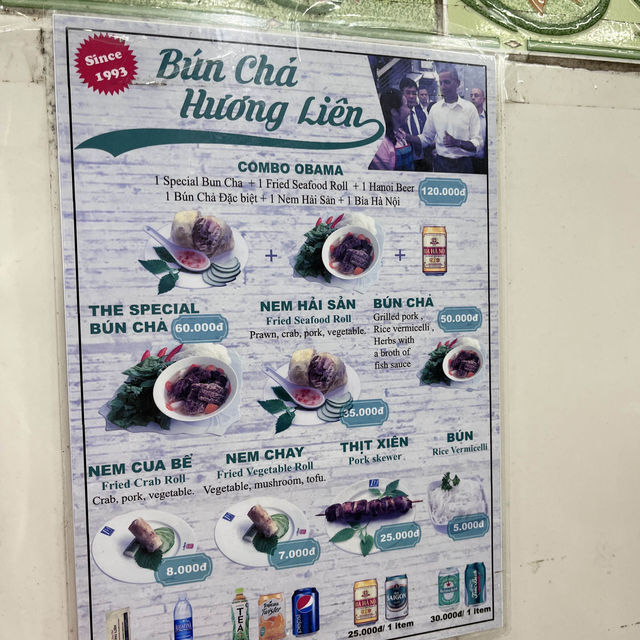 Since
1993
Bún Chả
Hương Liên
COMBO OBAMA
1 Special Bun Cha + 1 Fried Seafood Roll + 1 Hanoi Beer
1 Bún Chả Đặc biệt + 1 Nem Hải Sản + 1 Bia Hà Nội
120.000đ
+ +
THE SPECIAL
BÚN CHẢ
60.000đ
NEM HẢI SẢN
Fried Seafood Roll
Prawn, crab, pork, vegetable.
35.000đ
BÚN CHẢ
Grilled pork ,
Rice vermicelli ,
Herbs with
a broth of
fish sauce
50.000đ
NEM CUA BỂ
Fried Crab Roll
Crab, pork, vegetable.
8.000đ
NEM CHAY
Fried Vegetable Roll
Vegetable, mushroom, tofu.
7.000đ
THỊT XIÊN
Pork skewer
25.000đ
BÚN
Rice Vermicelli
5.000đ
TEA
pepsi
HÀ NỘI
SAIGON
25.000đ/ 1 item
30.000đ/ 1 item